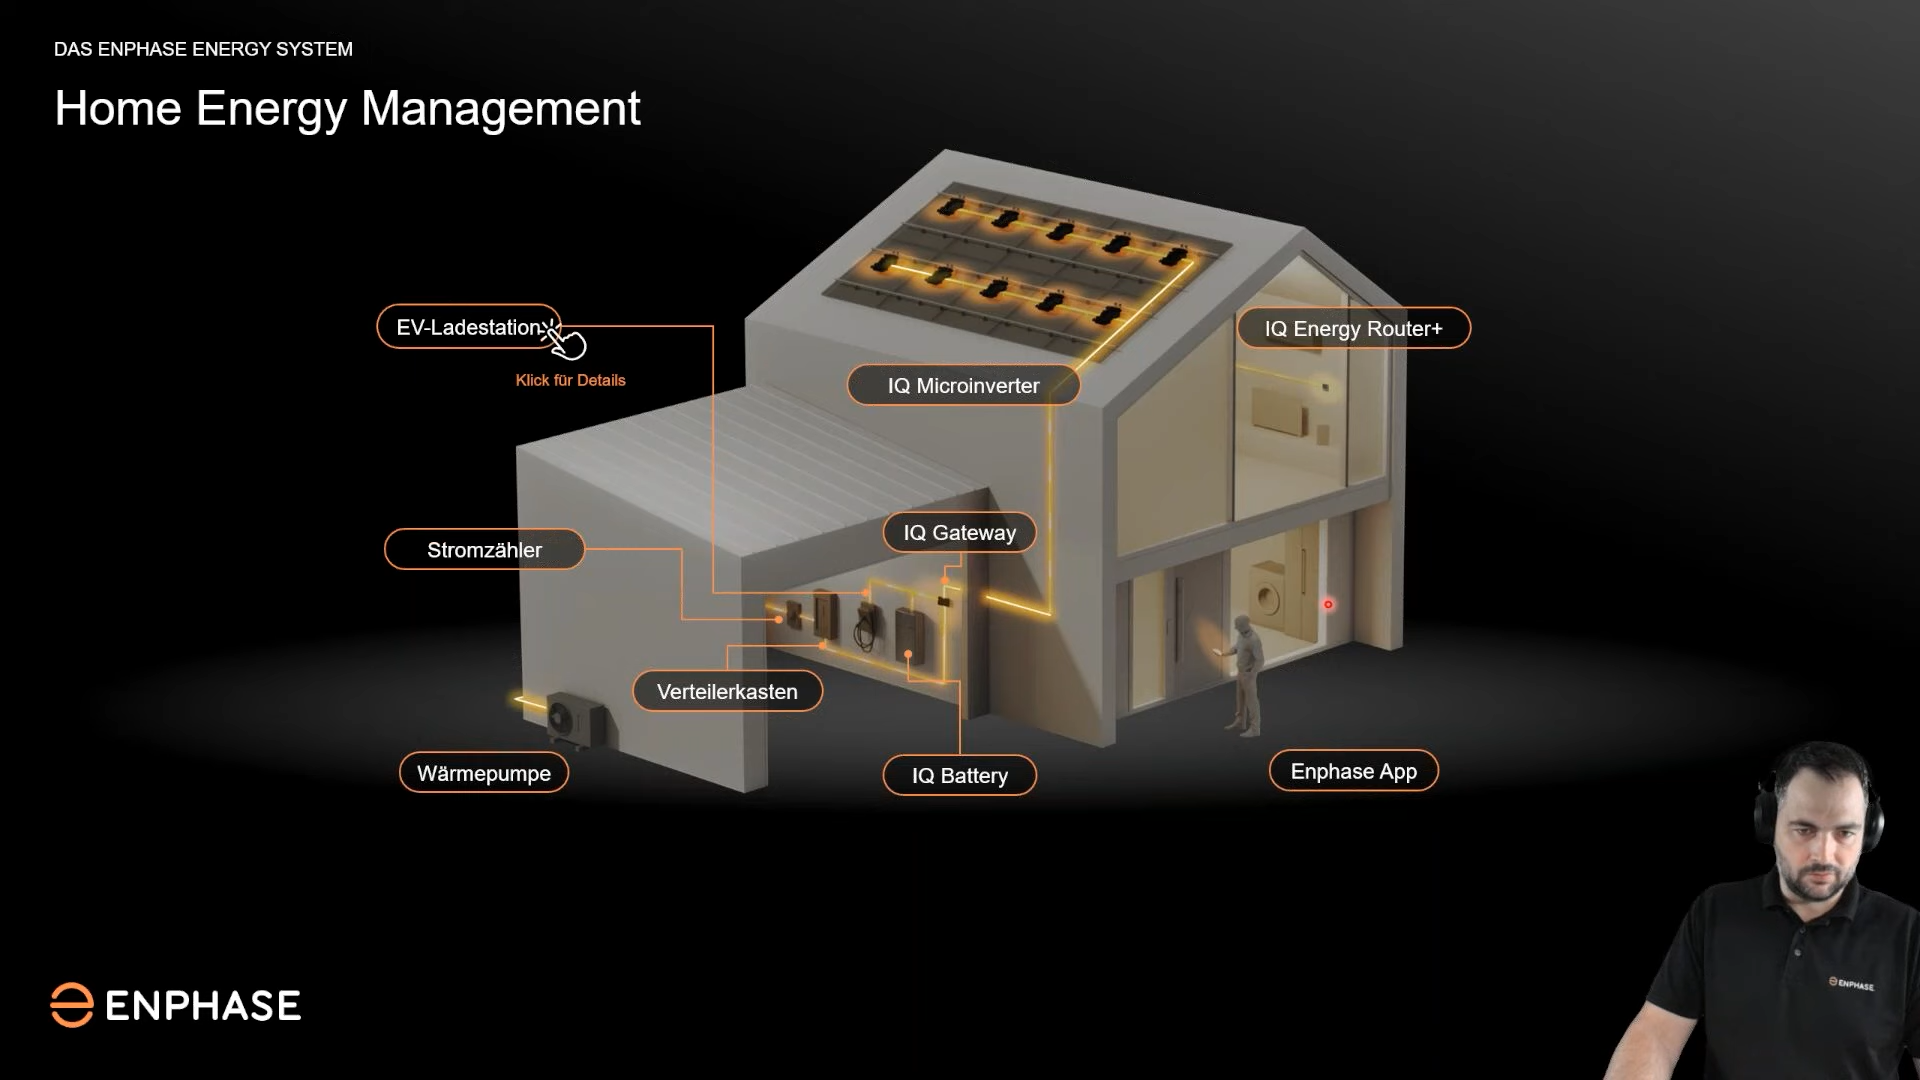 DAS ENPHASE ENERGY SYSTEM
Home Energy Management
EV-Ladestation
Klick für Details
IQ Energy Router+
IQ Microinverter
IQ Gateway
Stromzähler
Verteilerkasten
Wärmepumpe
IQ Battery
Enphase App
ENPHASE
ENPHASE